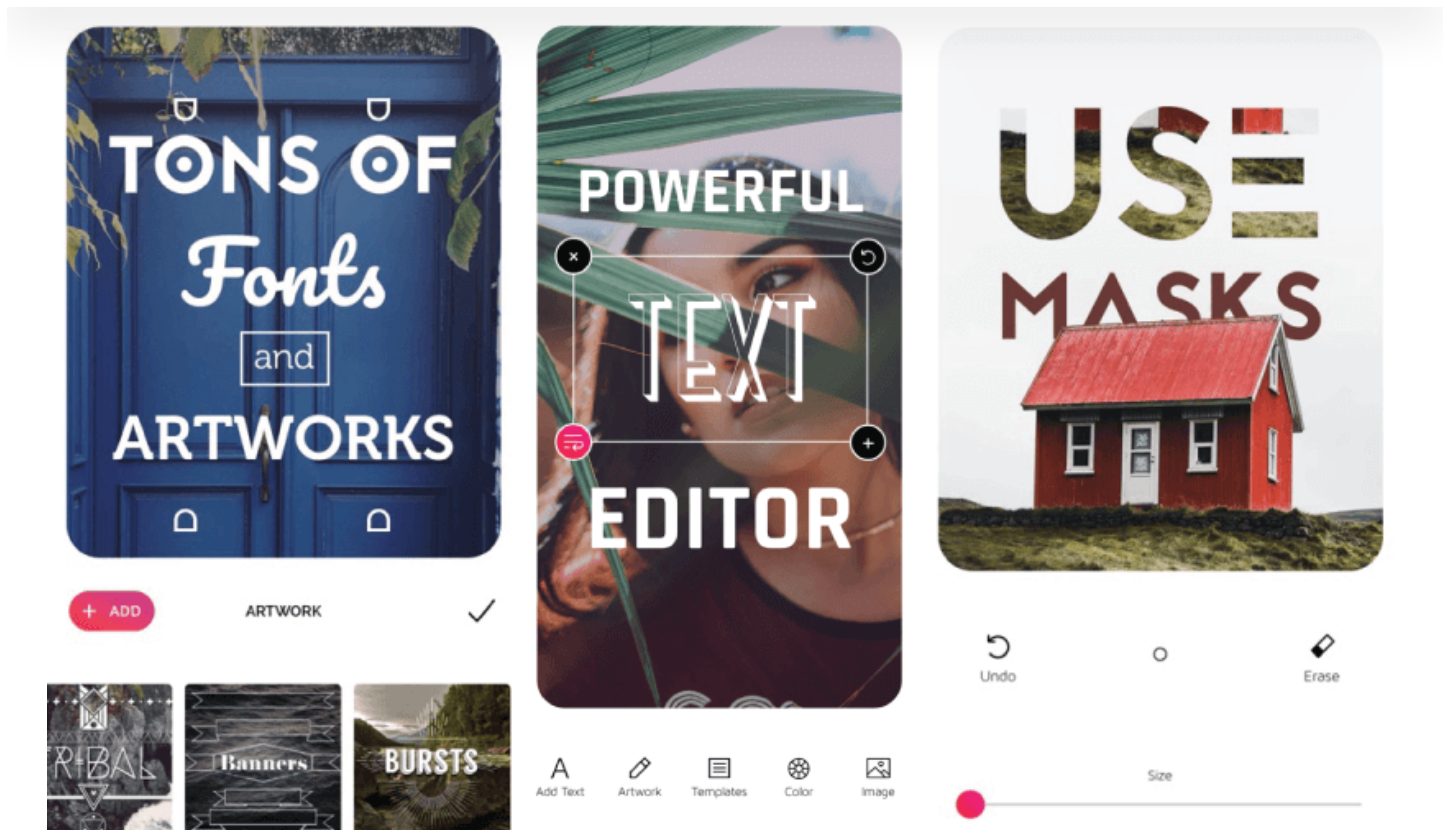 TONS OF
Fonts
and
ARTWORKS
+ ADD
ARTWORK
TRIBAL
Banners
BURSTS
POWERFUL
TEXT
EDITOR
Add Text
Artwork
Templates
Color
Image
USE
MASKS
Undo
Erase
Size